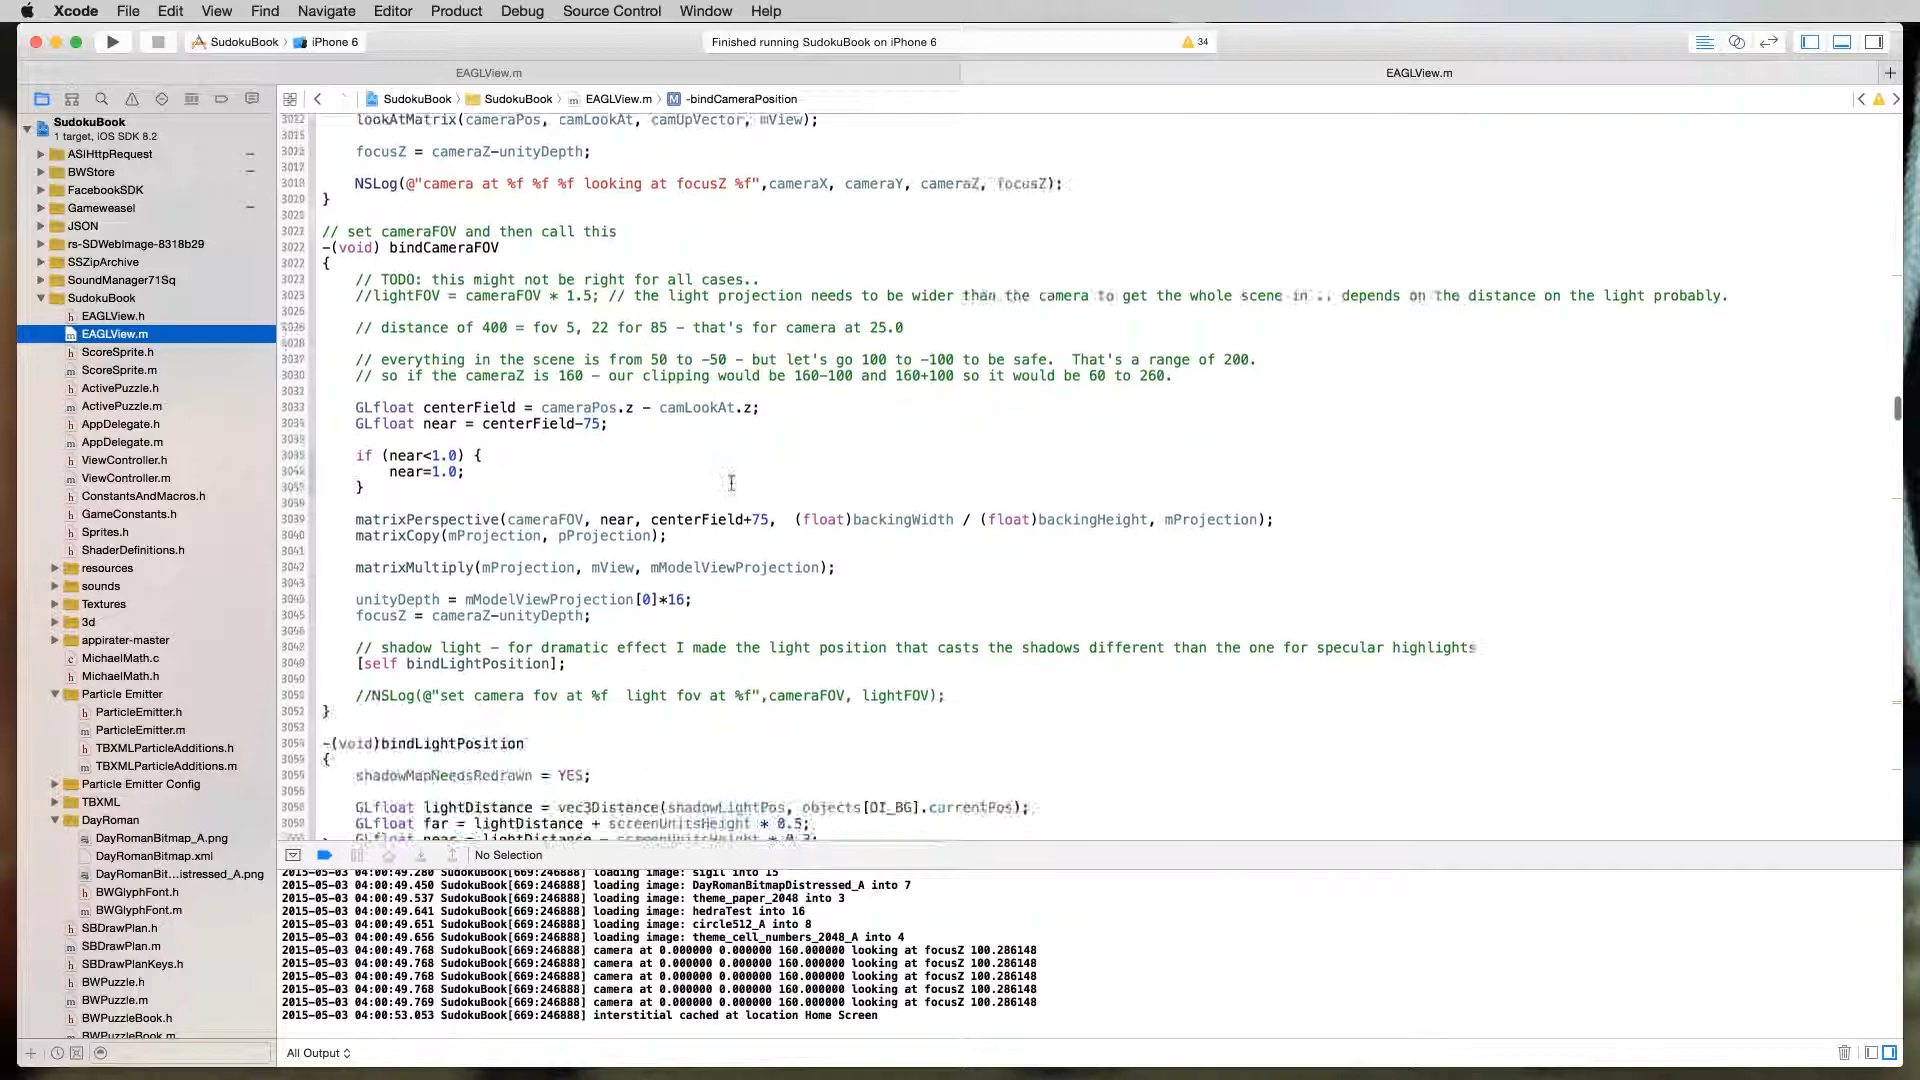 Xcode File Edit View Find Navigate Editor Product Debug Source Control Window Help
SudokuBook iPhone 6
Finished running SudokuBook on iPhone 6
34
EAGLView.m
EAGLView.m
SudokuBook SudokuBook EAGLView.m -bindCameraPosition
SudokuBook
1 target, iOS SDK 8.2
ASIHttpRequest
BWStore
FacebookSDK
Gameweasel
JSON
rs-SDWebImage-8318b29
SSZipArchive
SoundManager71Sq
SudokuBook
EAGLView.h
EAGLView.m
ScoreSprite.h
ScoreSprite.m
ActivePuzzle.h
ActivePuzzle.m
AppDelegate.h
AppDelegate.m
ViewController.h
ViewController.m
ConstantsAndMacros.h
GameConstants.h
Sprites.h
ShaderDefinitions.h
resources
sounds
Textures
3d
appirater-master
MichaelMath.c
MichaelMath.h
Particle Emitter
ParticleEmitter.h
ParticleEmitter.m
TBXMLParticleAdditions.h
TBXMLParticleAdditions.m
Particle Emitter Config
TBXML
DayRoman
DayRomanBitmap_A.png
DayRomanBitmap.xml
DayRomanBit...istressed_A.png
BWGlyphFont.h
BWGlyphFont.m
SBDrawPlan.h
SBDrawPlan.m
SBDrawPlanKeys.h
BWPuzzle.h
BWPuzzle.m
BWPuzzleBook.h
BWPuzzleBook.m
lookAtMatrix(cameraPos, camLookAt, camUpVector, mView);
focusZ = cameraZ-unityDepth;
NSLog(@"camera at %f %f %f looking at focusZ %f",cameraX, cameraY, cameraZ, focusZ);
}
// set cameraFOV and then call this
-(void) bindCameraFOV
{
// TODO: this might not be right for all cases..
//lightFOV = cameraFOV * 1.5; // the light projection needs to be wider than the camera to get the whole scene in .. depends on the distance on the light probably.
// distance of 400 = fov 5, 22 for 85 - that's for camera at 25.0
// everything in the scene is from 50 to -50 - but let's go 100 to -100 to be safe.  That's a range of 200.
// so if the cameraZ is 160 - our clipping would be 160-100 and 160+100 so it would be 60 to 260.
GLfloat centerField = cameraPos.z - camLookAt.z;
GLfloat near = centerField-75;
if (near<1.0) {
near=1.0;
}
matrixPerspective(cameraFOV, near, centerField+75,  (float)backingWidth / (float)backingHeight, mProjection);
matrixCopy(mProjection, pProjection);
matrixMultiply(mProjection, mView, mModelViewProjection);
unityDepth = mModelViewProjection[0]*16;
focusZ = cameraZ-unityDepth;
// shadow light - for dramatic effect I made the light position that casts the shadows different than the one for specular highlights
[self bindLightPosition];
//NSLog(@"set camera fov at %f  light fov at %f",cameraFOV, lightFOV);
}
-(void)bindLightPosition
{
shadowMapNeedsRedrawn = YES;
GLfloat lightDistance = vec3Distance(shadowLightPos, objects[OI_BG].currentPos);
GLfloat far = lightDistance + screenUnitsHeight * 0.5;
GLfloat near = lightDistance - screenUnitsHeight
No Selection
2015-05-03 04:00:49.280 SudokuBook[669:246888] loading image: sigil into 15
2015-05-03 04:00:49.450 SudokuBook[669:246888] loading image: DayRomanBitmapDistressed_A into 7
2015-05-03 04:00:49.537 SudokuBook[669:246888] loading image: theme_paper_2048 into 3
2015-05-03 04:00:49.641 SudokuBook[669:246888] loading image: hedraTest into 16
2015-05-03 04:00:49.651 SudokuBook[669:246888] loading image: circle512_A into 8
2015-05-03 04:00:49.656 SudokuBook[669:246888] loading image: theme_cell_numbers_2048_A into 4
2015-05-03 04:00:49.768 SudokuBook[669:246888] camera at 0.000000 0.000000 160.000000 looking at focusZ 100.286148
2015-05-03 04:00:49.768 SudokuBook[669:246888] camera at 0.000000 0.000000 160.000000 looking at focusZ 100.286148
2015-05-03 04:00:49.768 SudokuBook[669:246888] camera at 0.000000 0.000000 160.000000 looking at focusZ 100.286148
2015-05-03 04:00:49.768 SudokuBook[669:246888] camera at 0.000000 0.000000 160.000000 looking at focusZ 100.286148
2015-05-03 04:00:49.769 SudokuBook[669:246888] camera at 0.000000 0.000000 160.000000 looking at focusZ 100.286148
2015-05-03 04:00:53.053 SudokuBook[669:246888] interstitial cached at location Home Screen
All Output